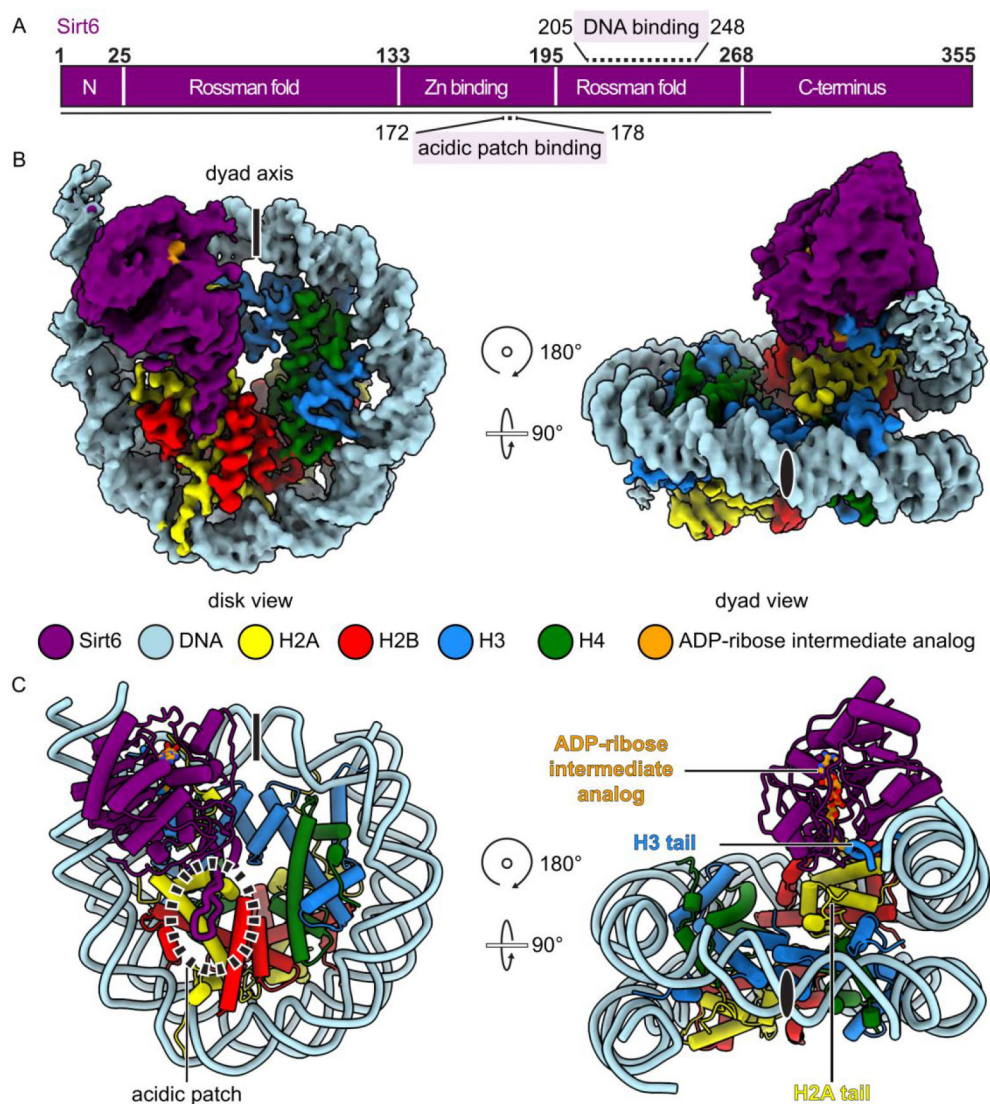 A
Sirt6
205 DNA binding 248
1 25 133 195 268 355
N Rossman fold Zn binding Rossman fold C-terminus
172 178
acidic patch binding
B
dyad axis
180°
90°
disk view dyad view
Sirt6 DNA H2A H2B H3 H4 ADP-ribose intermediate analog
C
ADP-ribose
intermediate
analog
H3 tail
180°
90°
acidic patch
H2A tail